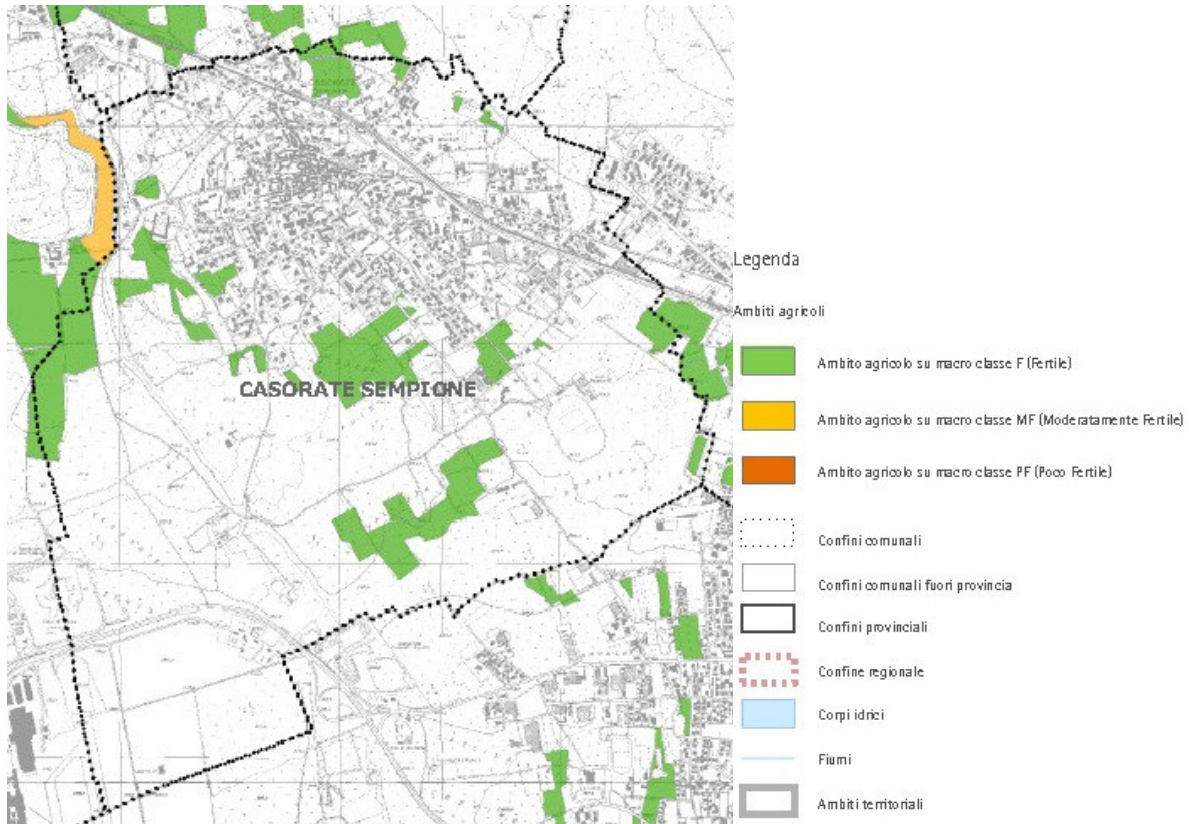 CASORATE SEMPIONE
Legenda
Ambiti agricoli
Ambito agricolo su macro classe F (Fertile)
Ambito agricolo su macro classe MF (Moderatamente Fertile)
Ambito agricolo su macro classe PF (Poco Fertile)
Confini comunali
Confini comunali fuori provincia
Confini provinciali
Confine regionale
Corpi idrici
Fiumi
Ambiti territoriali